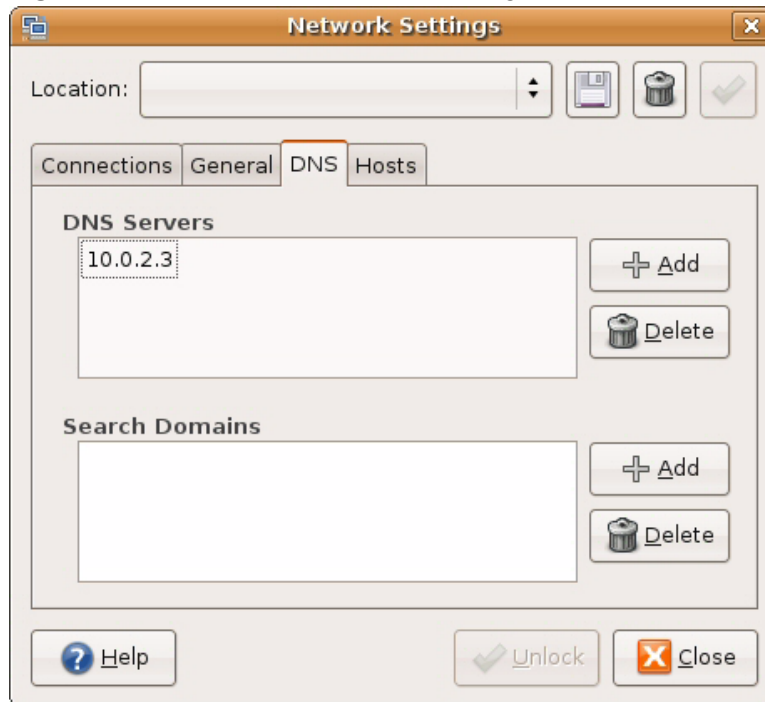 Network Settings
Location:
Connections General DNS Hosts
DNS Servers
10.0.2.3
Add
Delete
Search Domains
Add
Delete
Help
Unlock
Close